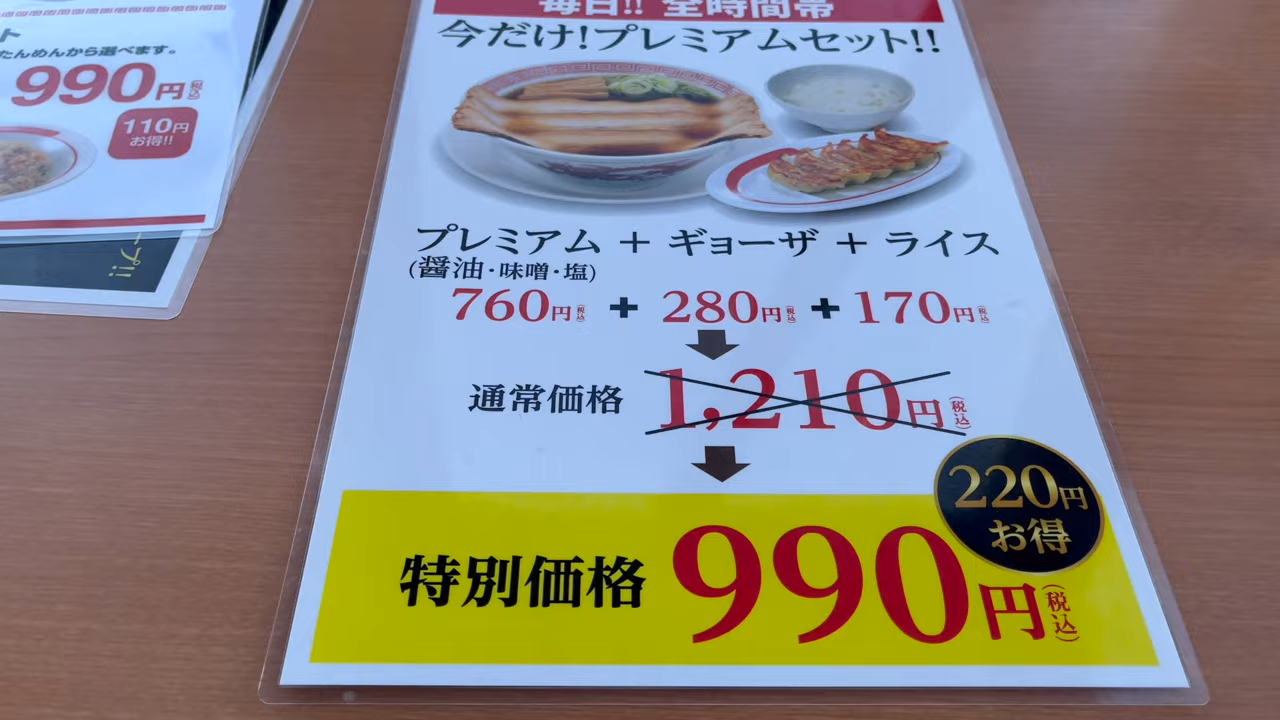 ト
たんめんから選べます。
990円(税込)
110円
お得!!
プ!!
毎日!! 全時間帯
今だけ!プレミアムセット!!
プレミアム + ギョーザ + ライス
(醤油・味噌・塩)
760円(税込) + 280円(税込) + 170円(税込)
通常価格 1,210円(税込)
220円
お得
特別価格 990円(税込)